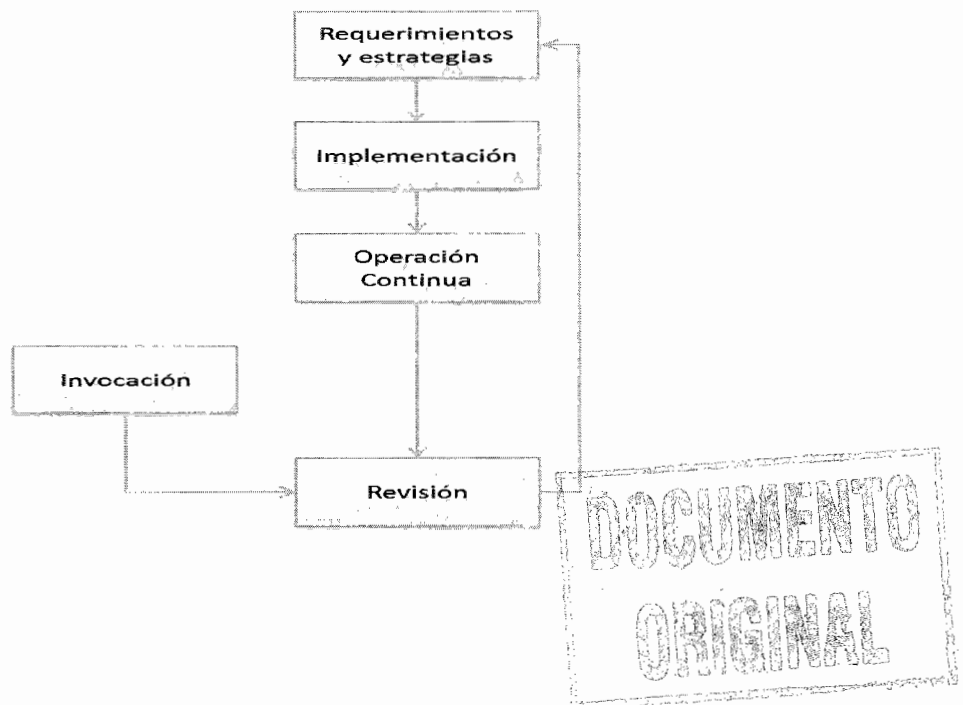 Requerimientos
y estrategias
Implementación
Operación
Continua
Invocación
Revisión
DOCUMENTO
ORIGINAL